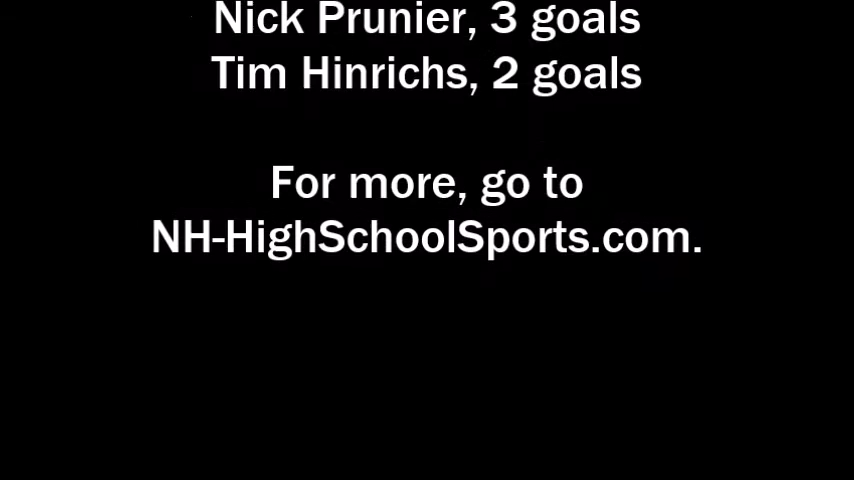 Nick Prunier, 3 goals
Tim Hinrichs, 2 goals
For more, go to
NH-HighSchoolSports.com.